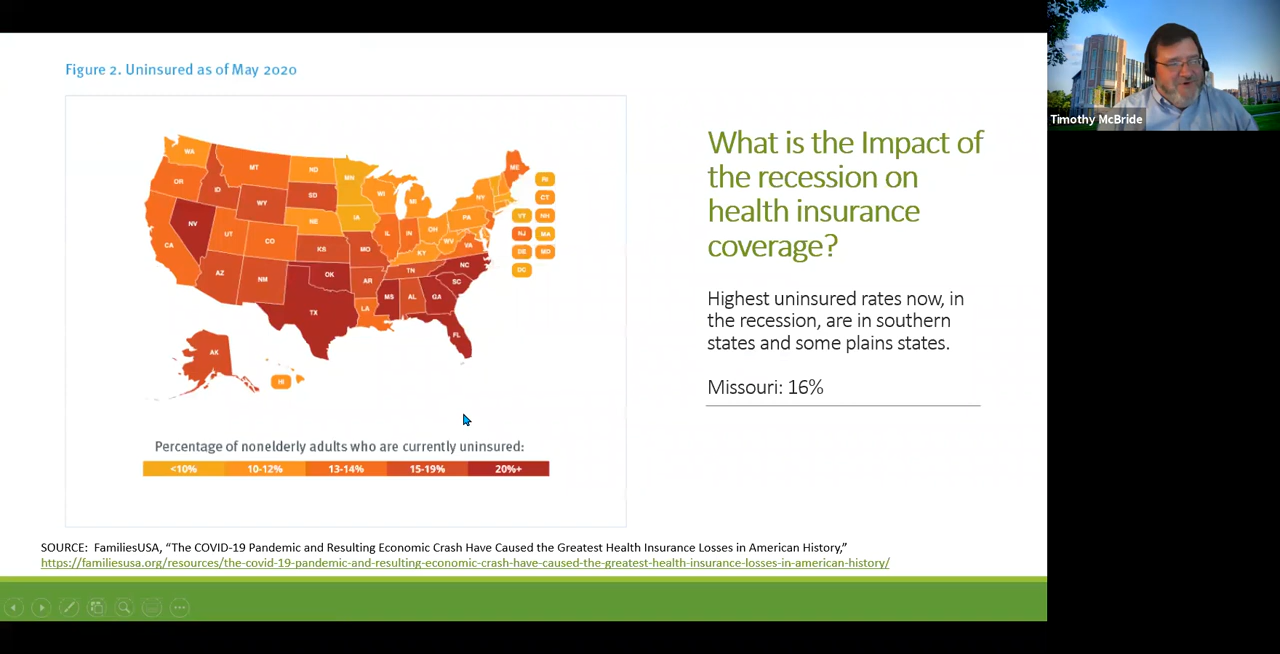 Figure 2. Uninsured as of May 2020
WA
MT
ND
MN
ME
OR
ID
WY
SD
WI
MI
NY
RI
CT
NV
UT
CO
NE
IA
IL
IN
OH
PA
VT
NH
CA
KS
MO
KY
WV
VA
NJ
MA
AZ
NM
OK
AR
TN
NC
DE
MD
TX
LA
MS
AL
GA
SC
DC
FL
AK
HI
Percentage of nonelderly adults who are currently uninsured:
<10% 10-12% 13-14% 15-19% 20%+
What is the Impact of
the recession on
health insurance
coverage?
Highest uninsured rates now, in
the recession, are in southern
states and some plains states.
Missouri: 16%
SOURCE: FamiliesUSA, “The COVID-19 Pandemic and Resulting Economic Crash Have Caused the Greatest Health Insurance Losses in American History,”
https://familiesusa.org/resources/the-covid-19-pandemic-and-resulting-economic-crash-have-caused-the-greatest-health-insurance-losses-in-american-history/
Timothy McBride